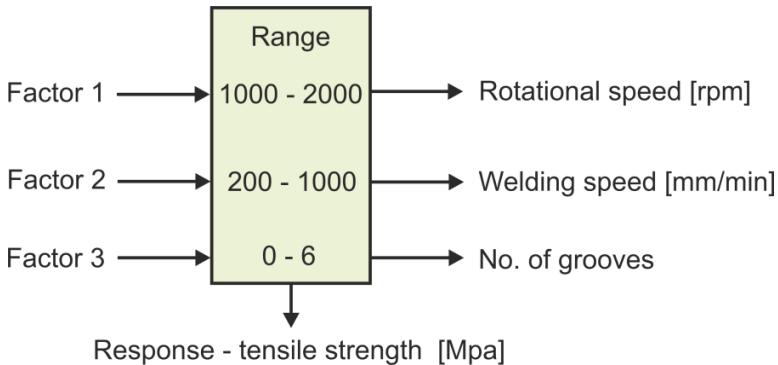 Range
Factor 1 1000 - 2000 Rotational speed [rpm]
Factor 2 200 - 1000 Welding speed [mm/min]
Factor 3 0 - 6 No. of grooves
Response - tensile strength [Mpa]